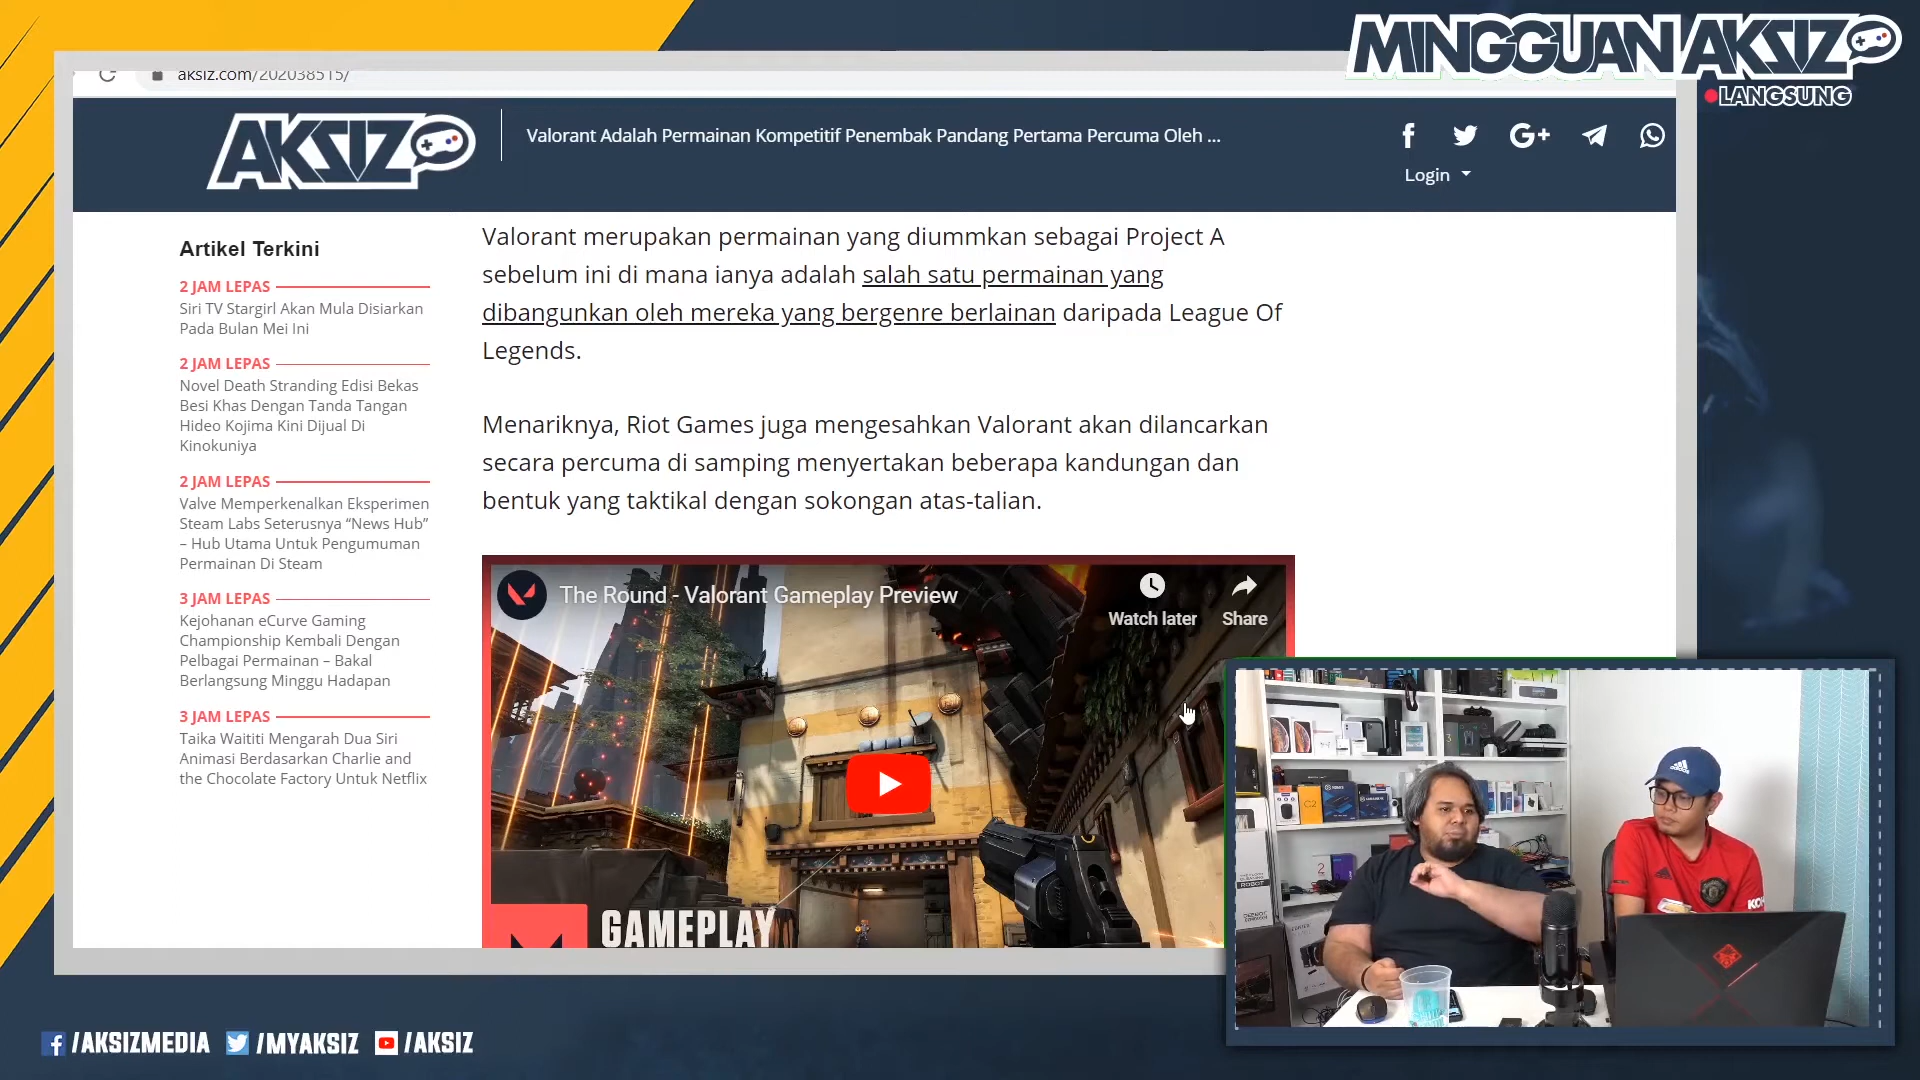 MINGGUAN AKSIZ
LANGSUNG
aksiz.com/202038515/
AKSIZ
Valorant Adalah Permainan Kompetitif Penembak Pandang Pertama Percuma Oleh ...
G+
Login
Artikel Terkini
2 JAM LEPAS
Siri TV Stargirl Akan Mula Disiarkan
Pada Bulan Mei Ini
2 JAM LEPAS
Novel Death Stranding Edisi Bekas
Besi Khas Dengan Tanda Tangan
Hideo Kojima Kini Dijual Di
Kinokuniya
2 JAM LEPAS
Valve Memperkenalkan Eksperimen
Steam Labs Seterusnya “News Hub”
– Hub Utama Untuk Pengumuman
Permainan Di Steam
3 JAM LEPAS
Kejohanan eCurve Gaming
Championship Kembali Dengan
Pelbagai Permainan – Bakal
Berlangsung Minggu Hadapan
3 JAM LEPAS
Taika Waititi Mengarah Dua Siri
Animasi Berdasarkan Charlie and
the Chocolate Factory Untuk Netflix
Valorant merupakan permainan yang diummkan sebagai Project A
sebelum ini di mana ianya adalah salah satu permainan yang
dibangunkan oleh mereka yang bergenre berlainan daripada League Of
Legends.
Menariknya, Riot Games juga mengesahkan Valorant akan dilancarkan
secara percuma di samping menyertakan beberapa kandungan dan
bentuk yang taktikal dengan sokongan atas-talian.
The Round - Valorant Gameplay Preview
Watch later
Share
GAMEPLAY
/AKSIZMEDIA
/MYAKSIZ
/AKSIZ